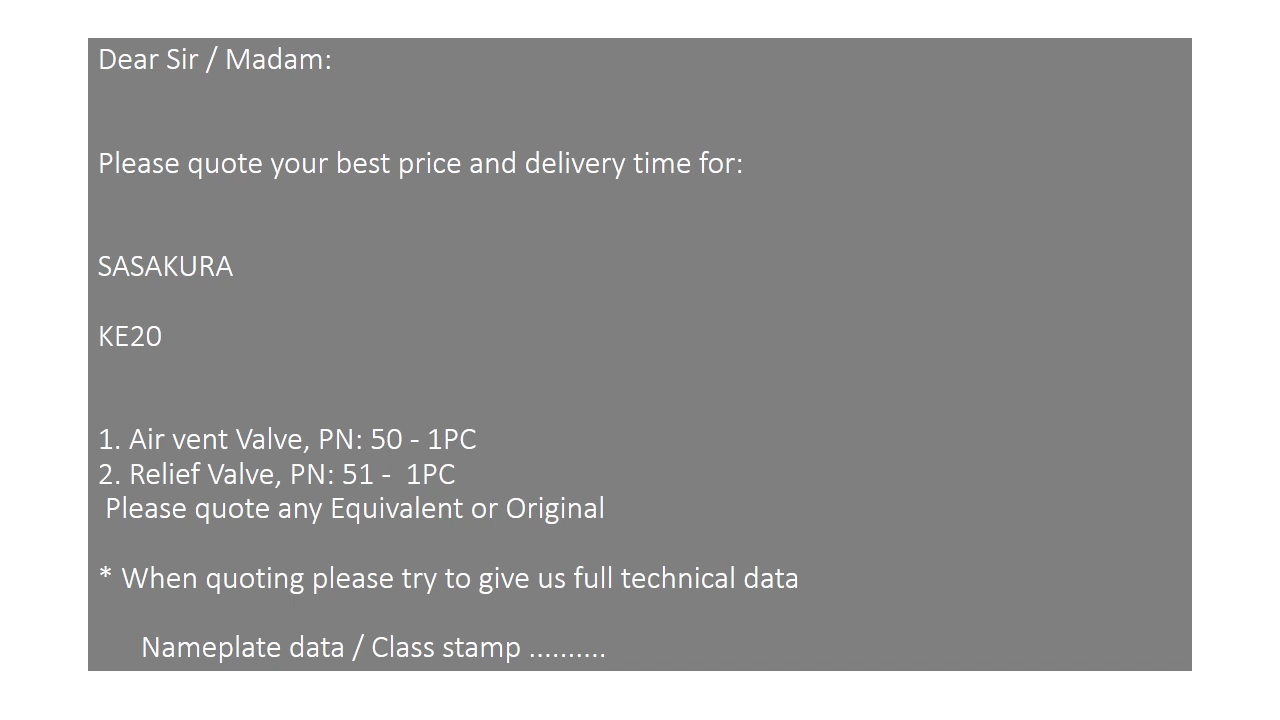 Dear Sir / Madam:
Please quote your best price and delivery time for:
SASAKURA
KE20
1. Air vent Valve, PN: 50 - 1PC
2. Relief Valve, PN: 51 -  1PC
Please quote any Equivalent or Original
* When quoting please try to give us full technical data
Nameplate data / Class stamp ..........